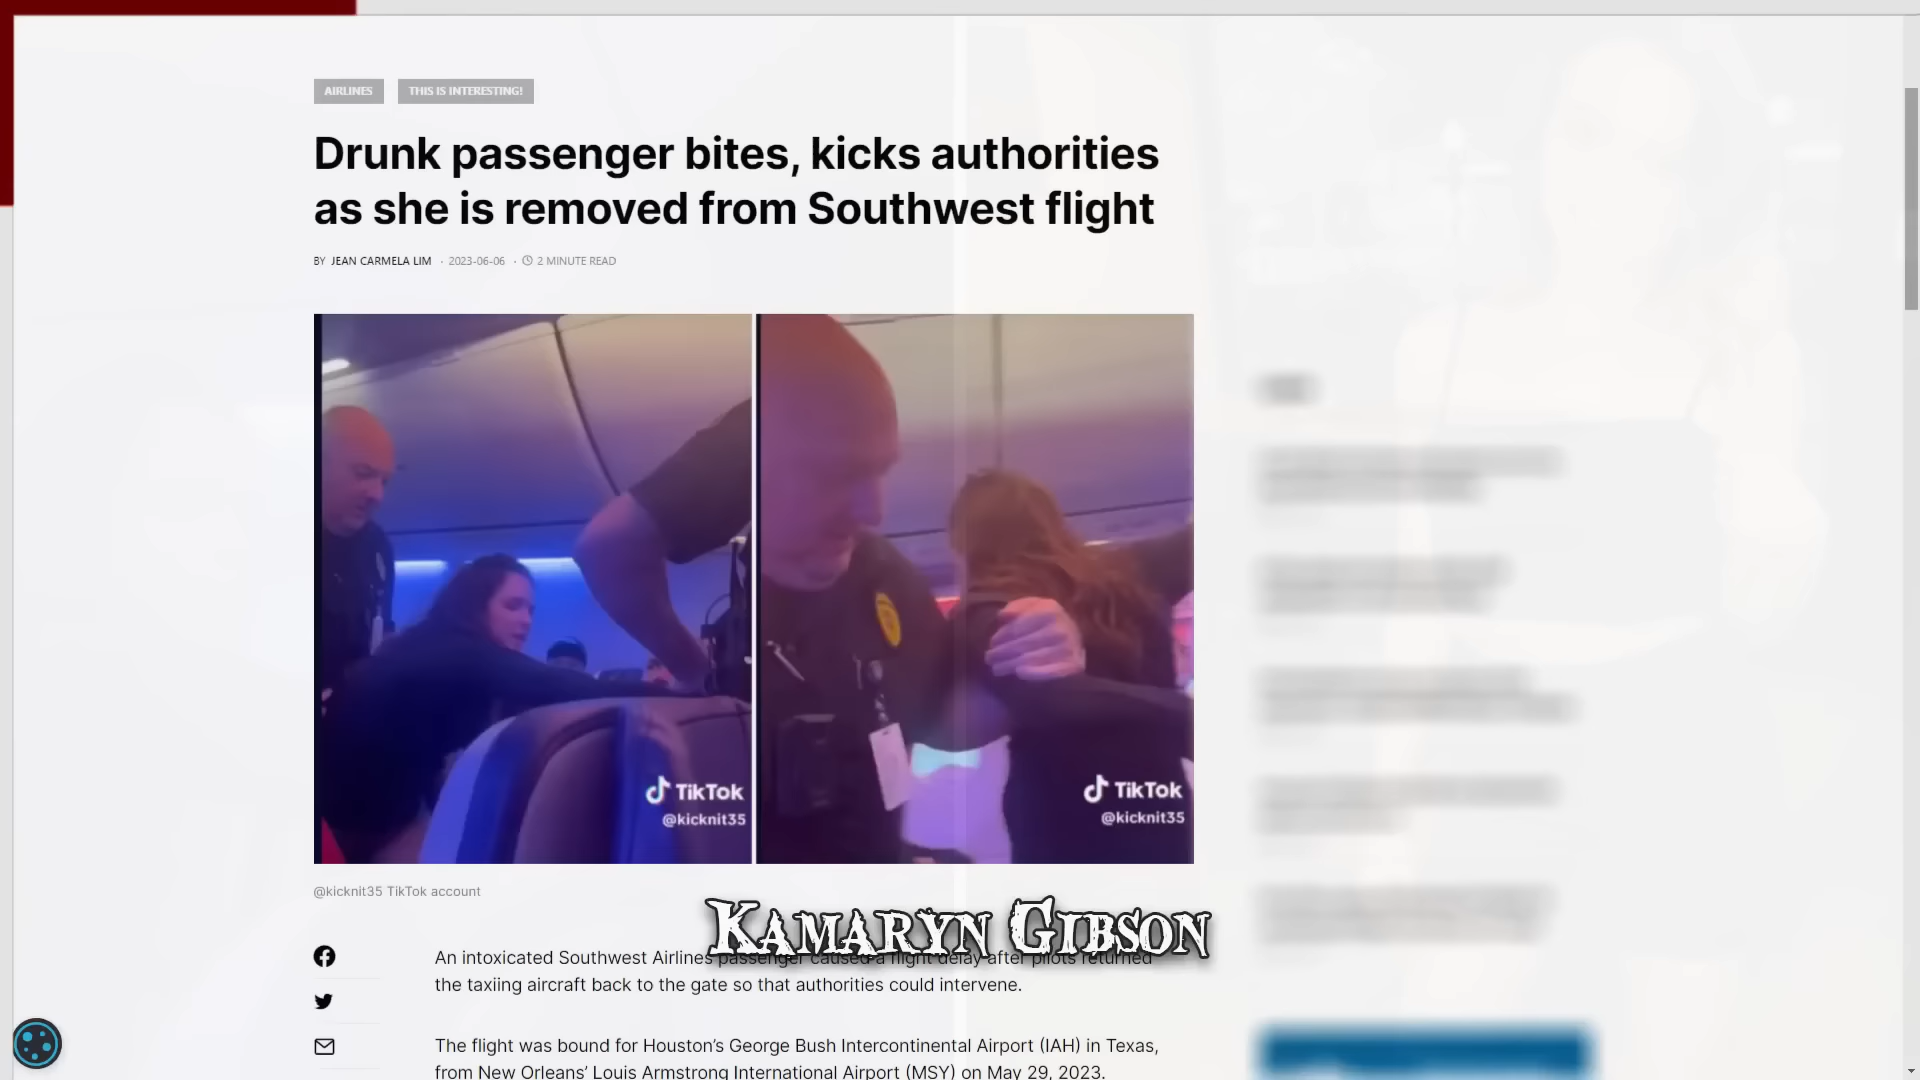 AIRLINES
THIS IS INTERESTING!
Drunk passenger bites, kicks authorities
as she is removed from Southwest flight
BY JEAN CARMELA LIM · 2023-06-06 · 2 MINUTE READ
TikTok
@kicknit35
TikTok
@kicknit35
@kicknit35 TikTok account
KAMARYN GIBSON
An intoxicated Southwest Airlines passenger caused a flight delay after pilots returned
the taxiing aircraft back to the gate so that authorities could intervene.
The flight was bound for Houston’s George Bush Intercontinental Airport (IAH) in Texas,
from New Orleans’ Louis Armstrong International Airport (MSY) on May 29, 2023.